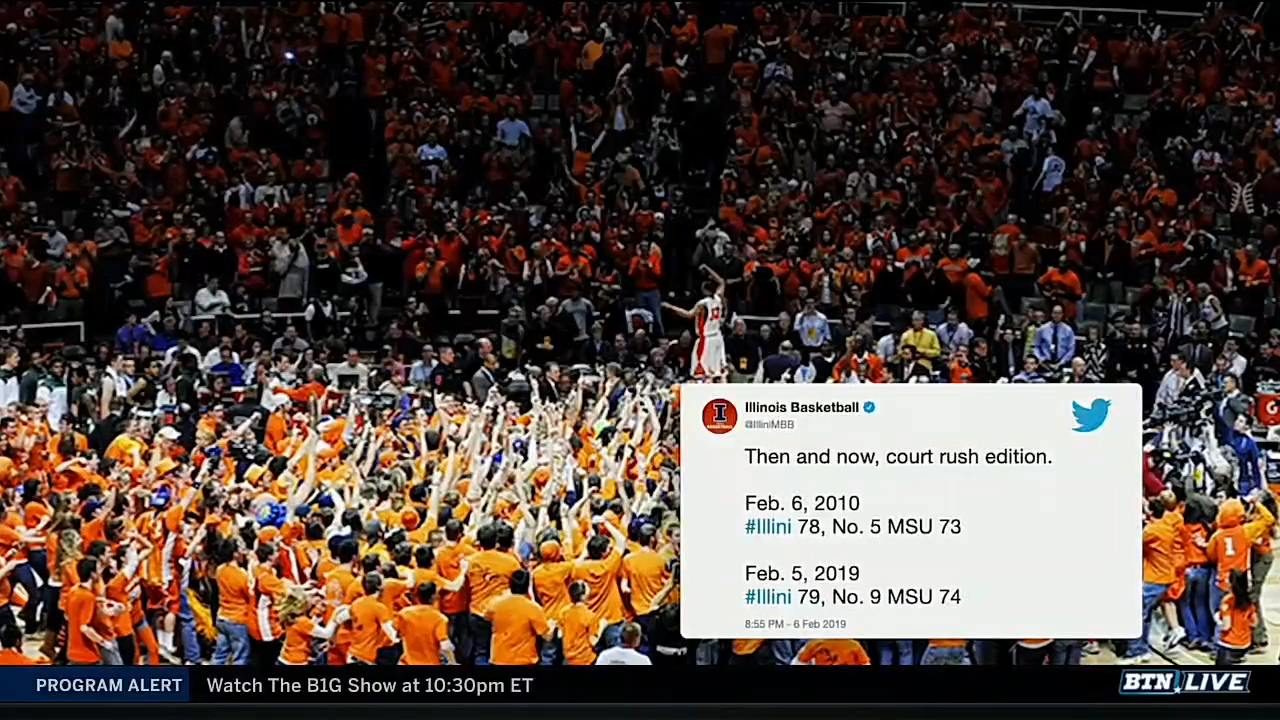 Illinois Basketball
@IlliniMBB
Then and now, court rush edition.
Feb. 6, 2010
#Illini 78, No. 5 MSU 73
Feb. 5, 2019
#Illini 79, No. 9 MSU 74
8:55 PM - 6 Feb 2019
PROGRAM ALERT Watch The B1G Show at 10:30pm ET
BTN LIVE